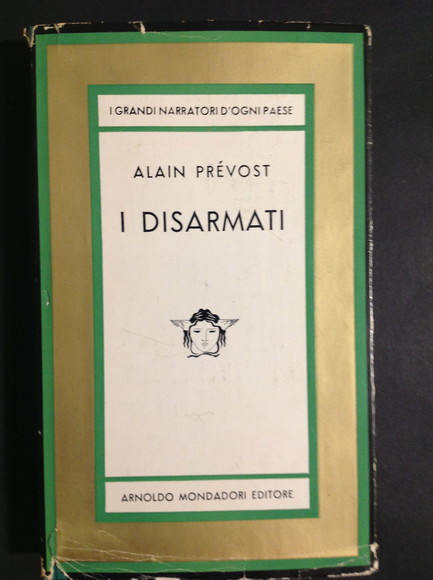 I GRANDI NARRATORI D'OGNI PAESE
ALAIN PRÉVOST
I DISARMATI
ARNOLDO MONDADORI EDITORE